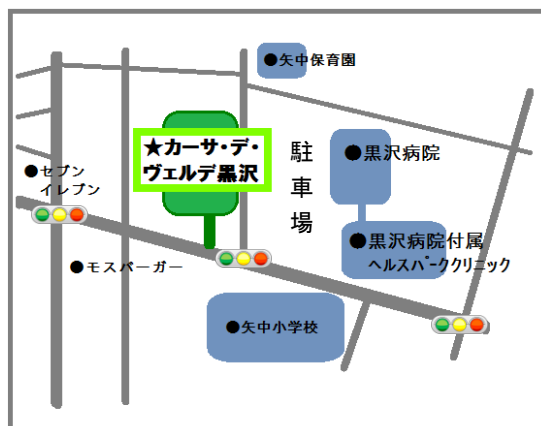 ●矢中保育園
★カーサ・デ・
ヴェルデ黒沢
駐車場
●黒沢病院
●セブン
イレブン
●黒沢病院付属
ﾍﾙｽﾊﾟｰｸクリニック
●モスバーガー
●矢中小学校